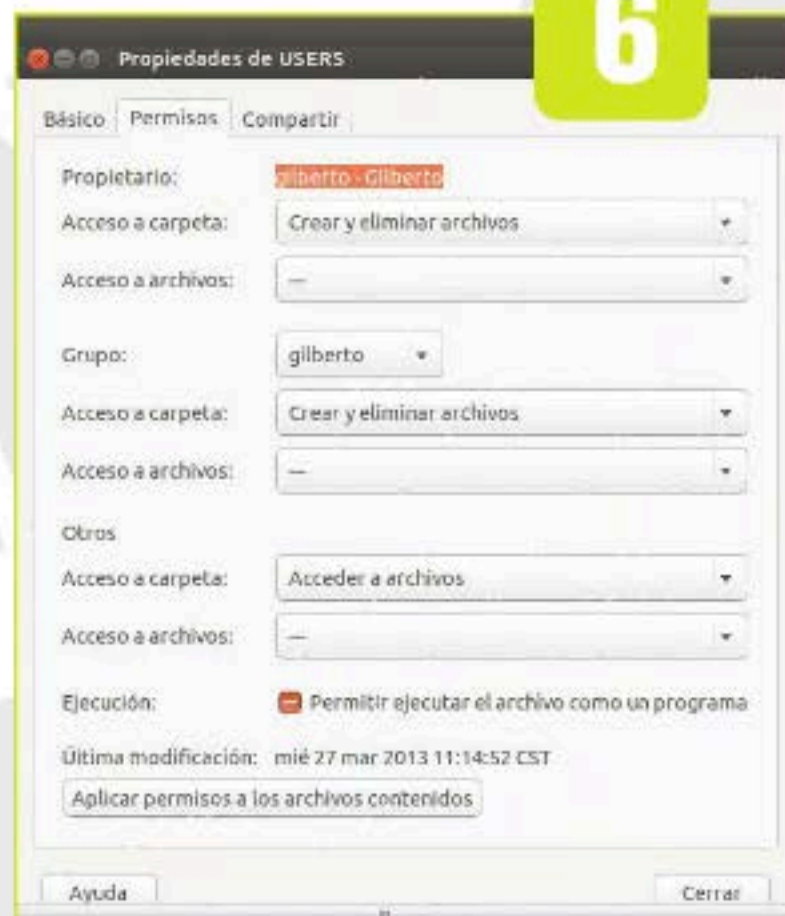 6
Propiedades de USERS
Básico Permisos Compartir
Propietario: gilberto - Gilberto
Acceso a carpeta: Crear y eliminar archivos
Acceso a archivos: —
Grupo: gilberto
Acceso a carpeta: Crear y eliminar archivos
Acceso a archivos: —
Otros
Acceso a carpeta: Acceder a archivos
Acceso a archivos: —
Ejecución: Permitir ejecutar el archivo como un programa
Última modificación: mié 27 mar 2013 11:14:52 CST
Aplicar permisos a los archivos contenidos
Ayuda Cerrar